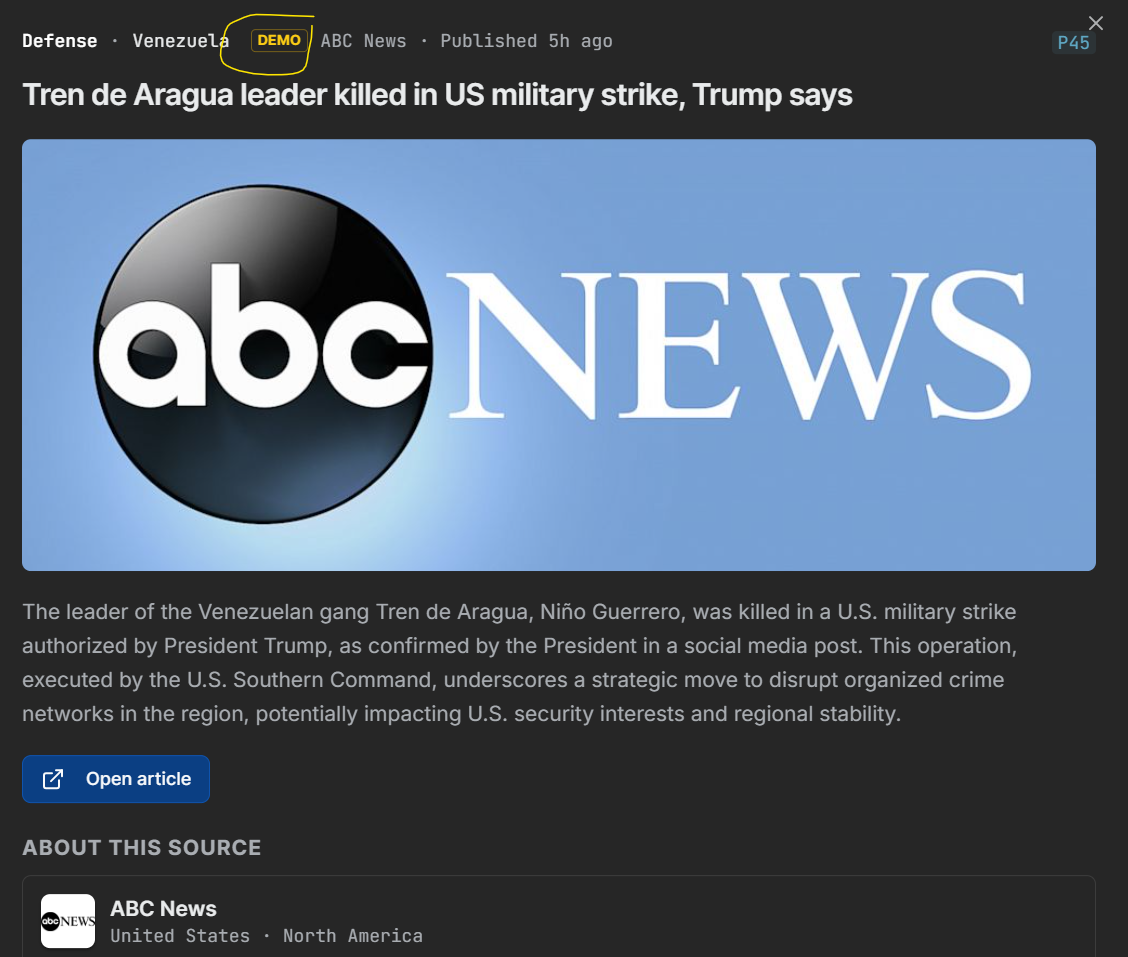 Defense · Venezuela DEMO ABC News · Published 5h ago
P45
Tren de Aragua leader killed in US military strike, Trump says
abc NEWS
The leader of the Venezuelan gang Tren de Aragua, Niño Guerrero, was killed in a U.S. military strike
authorized by President Trump, as confirmed by the President in a social media post. This operation,
executed by the U.S. Southern Command, underscores a strategic move to disrupt organized crime
networks in the region, potentially impacting U.S. security interests and regional stability.
Open article
ABOUT THIS SOURCE
abc NEWS
ABC News
United States · North America